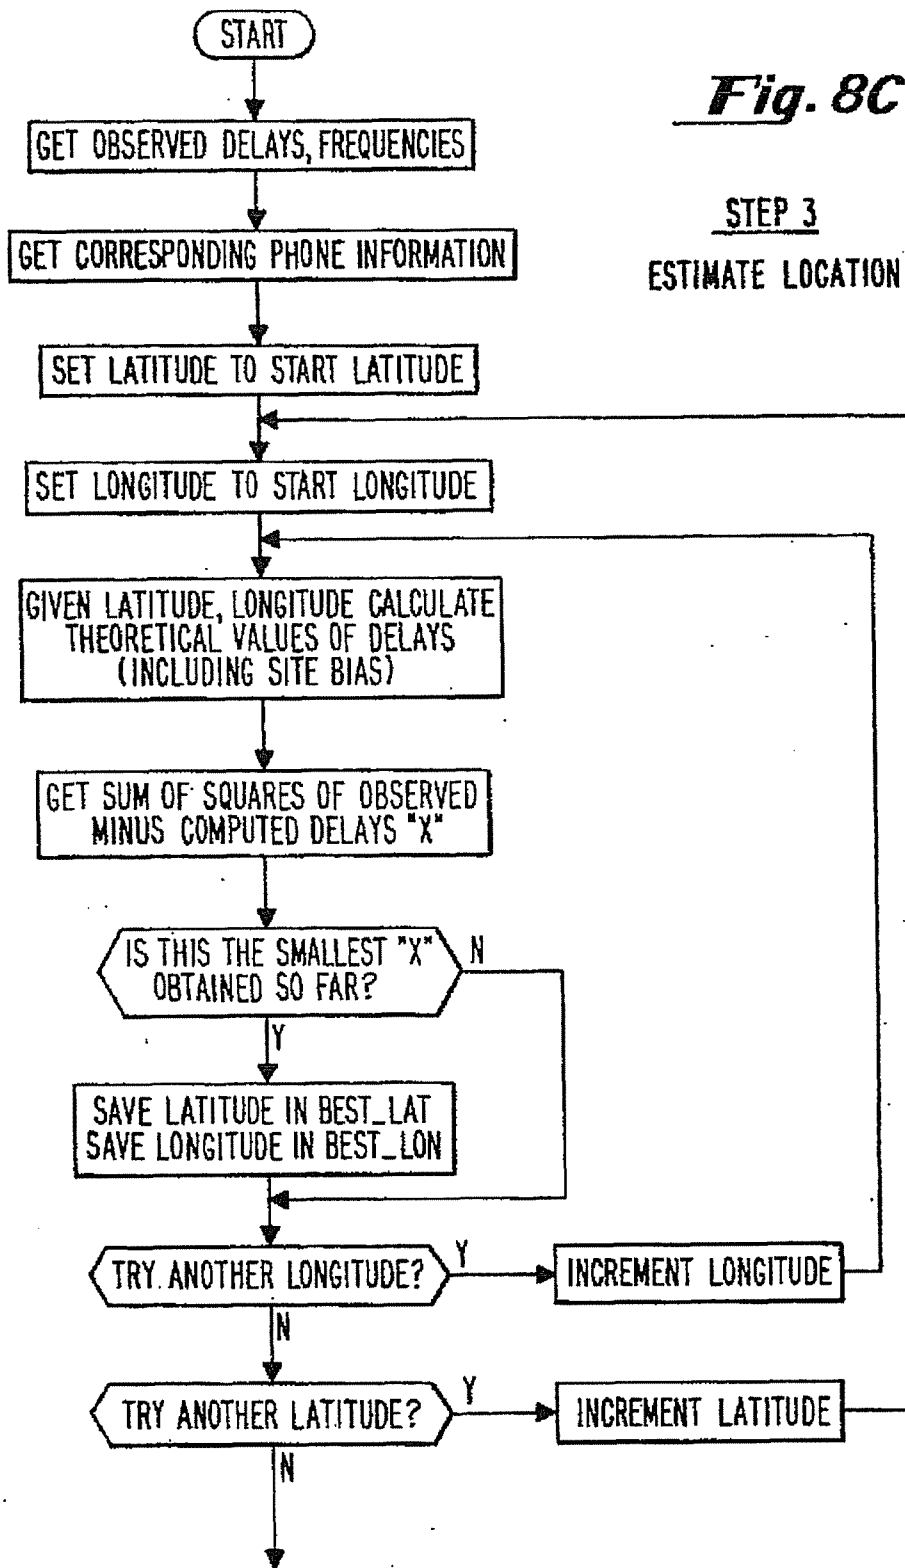 START
Fig. 8C
GET OBSERVED DELAYS, FREQUENCIES
STEP 3
ESTIMATE LOCATION
GET CORRESPONDING PHONE INFORMATION
SET LATITUDE TO START LATITUDE
SET LONGITUDE TO START LONGITUDE
GIVEN LATITUDE, LONGITUDE CALCULATE
THEORETICAL VALUES OF DELAYS
(INCLUDING SITE BIAS)
GET SUM OF SQUARES OF OBSERVED
MINUS COMPUTED DELAYS "X"
IS THIS THE SMALLEST "X"
OBTAINED SO FAR?
N
Y
SAVE LATITUDE IN BEST_LAT
SAVE LONGITUDE IN BEST_LON
TRY ANOTHER LONGITUDE?
Y
INCREMENT LONGITUDE
N
TRY ANOTHER LATITUDE?
Y
INCREMENT LATITUDE
N